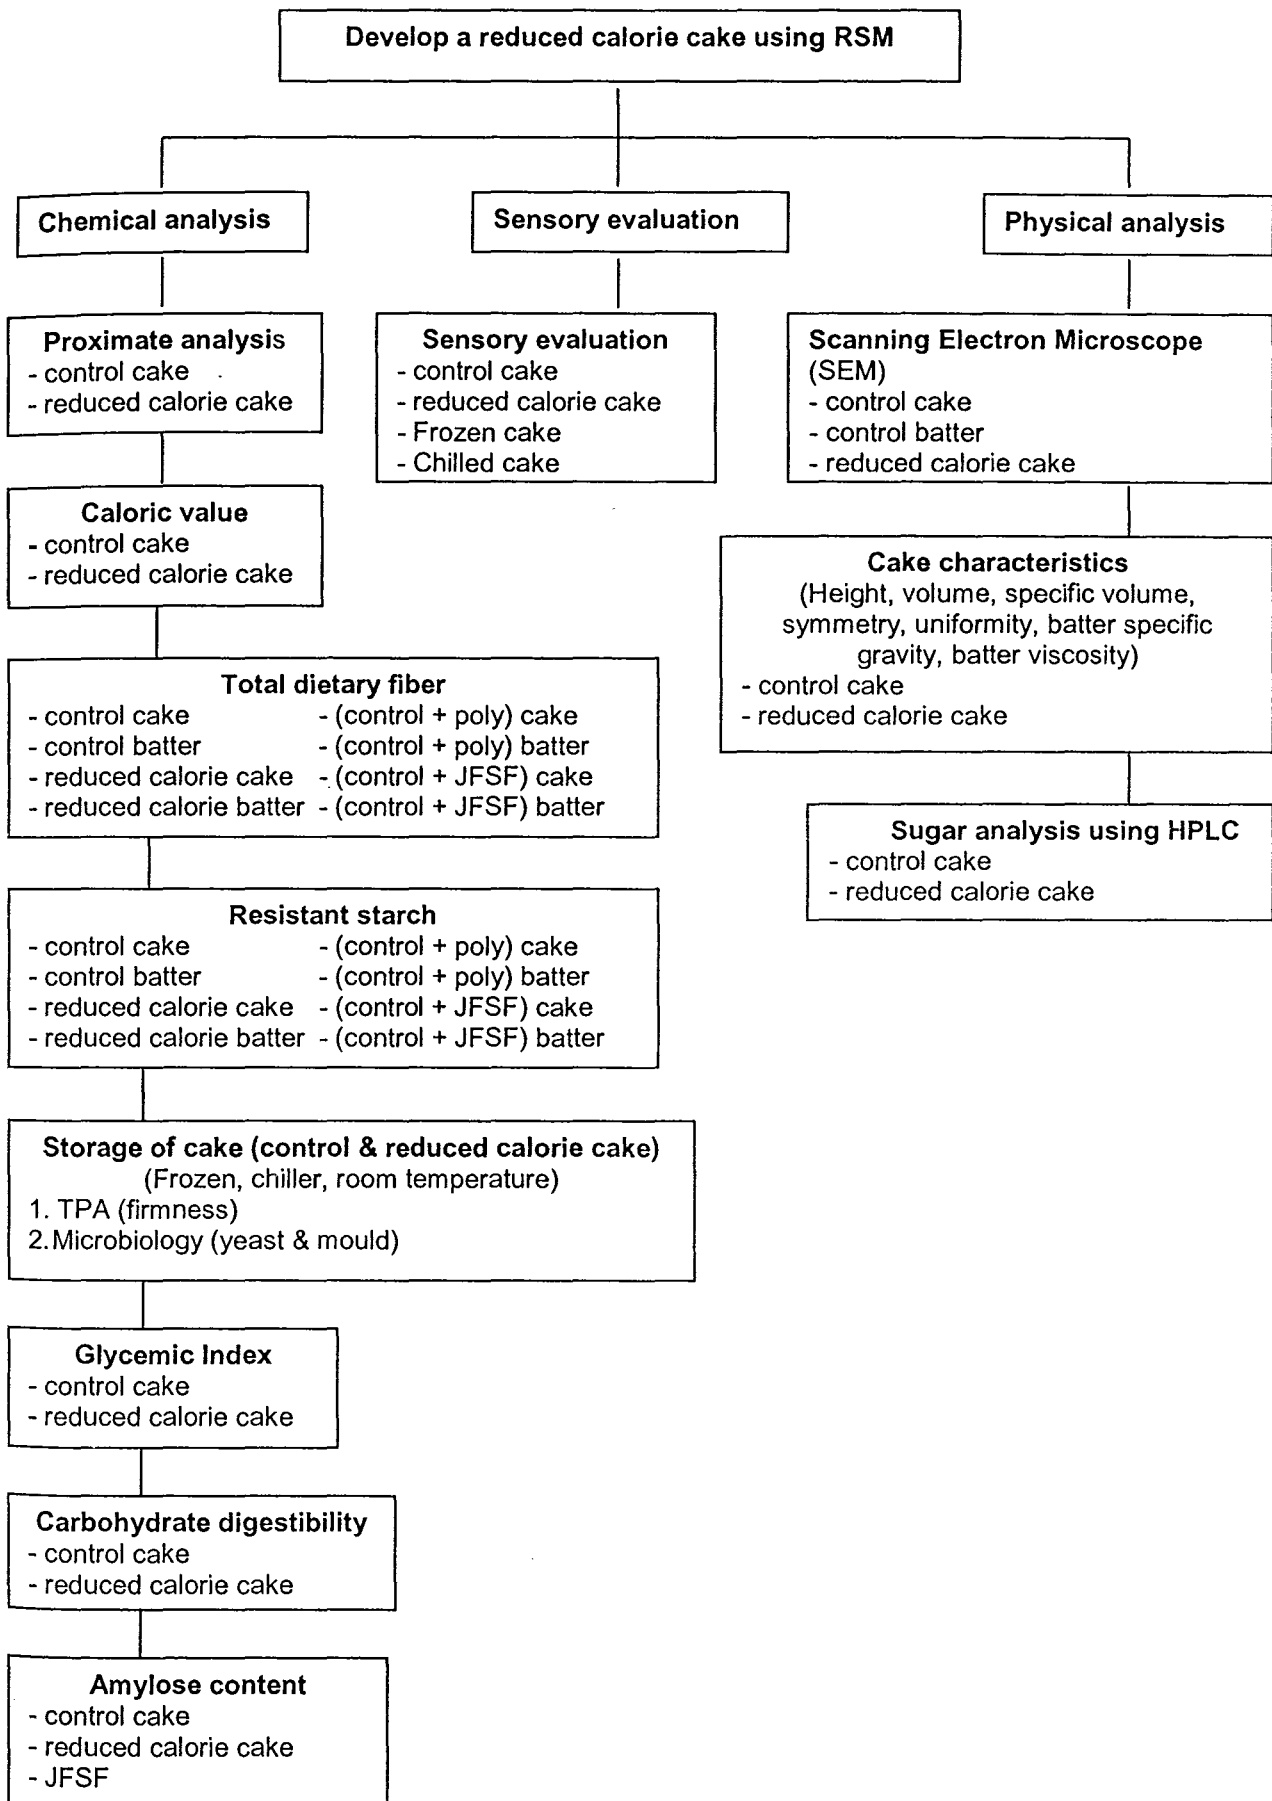 Develop a reduced calorie cake using RSM
Chemical analysis
Sensory evaluation
Physical analysis
Proximate analysis
- control cake
- reduced calorie cake
Sensory evaluation
- control cake
- reduced calorie cake
- Frozen cake
- Chilled cake
Scanning Electron Microscope
(SEM)
- control cake
- control batter
- reduced calorie cake
Caloric value
- control cake
- reduced calorie cake
Cake characteristics
(Height, volume, specific volume,
symmetry, uniformity, batter specific
gravity, batter viscosity)
- control cake
- reduced calorie cake
Total dietary fiber
- control cake - (control + poly) cake
- control batter - (control + poly) batter
- reduced calorie cake - (control + JFSF) cake
- reduced calorie batter - (control + JFSF) batter
Sugar analysis using HPLC
- control cake
- reduced calorie cake
Resistant starch
- control cake - (control + poly) cake
- control batter - (control + poly) batter
- reduced calorie cake - (control + JFSF) cake
- reduced calorie batter - (control + JFSF) batter
Storage of cake (control & reduced calorie cake)
(Frozen, chiller, room temperature)
1. TPA (firmness)
2. Microbiology (yeast & mould)
Glycemic Index
- control cake
- reduced calorie cake
Carbohydrate digestibility
- control cake
- reduced calorie cake
Amylose content
- control cake
- reduced calorie cake
- JFSF